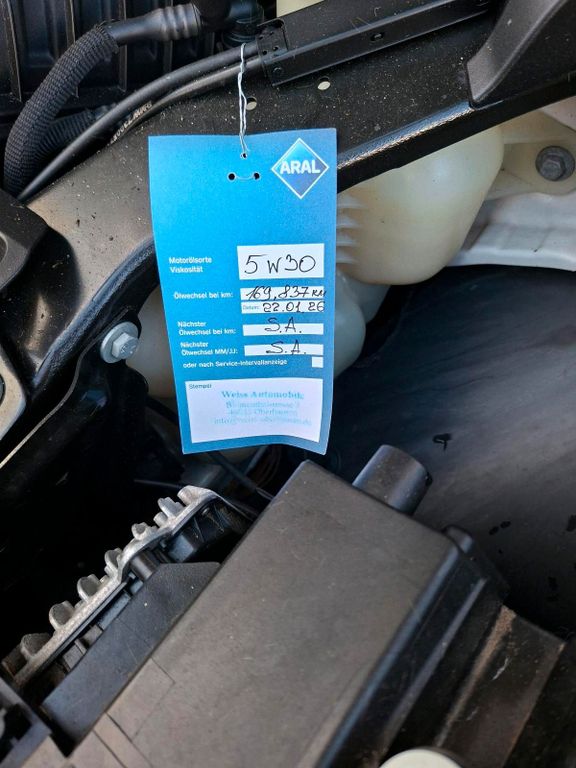 ARAL
Motorölsorte
Viskosität
5W30
Ölwechsel bei km:
169.837 KM
Datum:
22.01.26
Nächster
Ölwechsel bei km:
S.A.
Nächster
Ölwechsel MM/JJ:
S.A.
oder nach Service-Intervallanzeige
Stempel
Weiss Automobile
Oberhausen